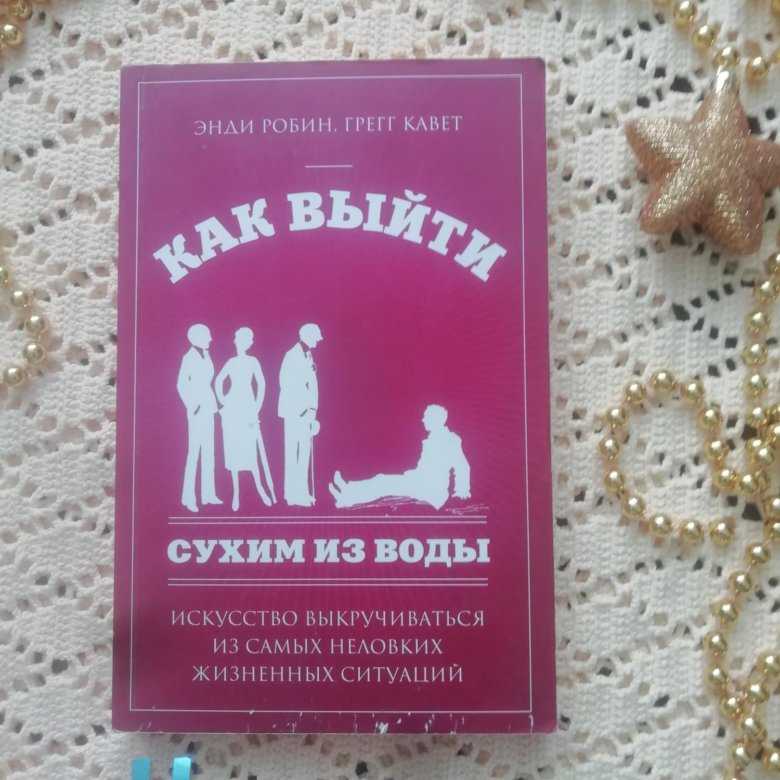 ЭНДИ РОБИН, ГРЕГГ КАВЕТ
КАК ВЫЙТИ
СУХИМ ИЗ ВОДЫ
ИСКУССТВО ВЫКРУЧИВАТЬСЯ
ИЗ САМЫХ НЕЛОВКИХ
ЖИЗНЕННЫХ СИТУАЦИЙ